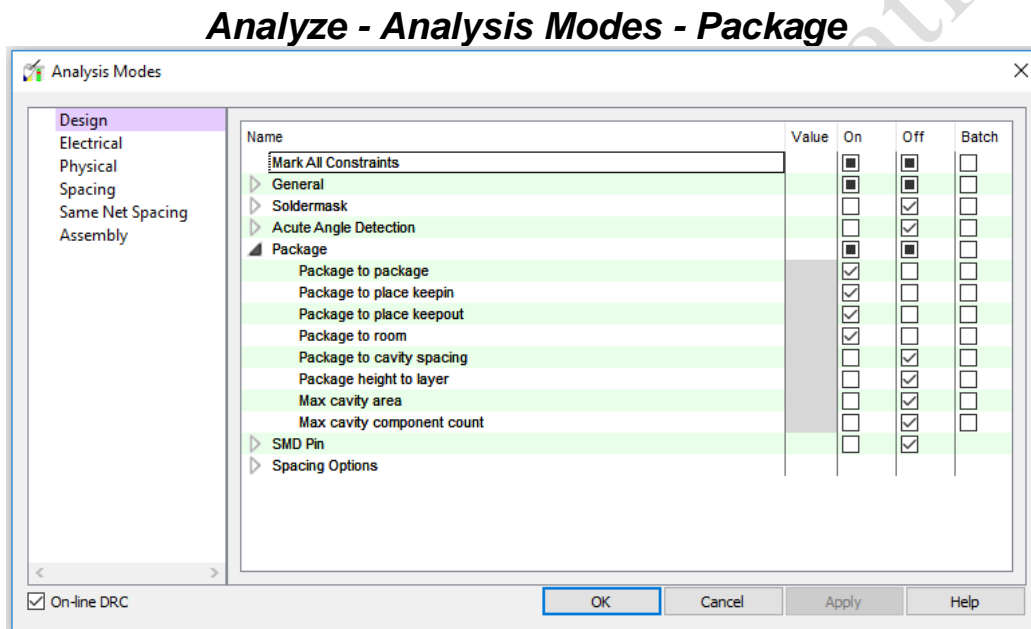 Analyze - Analysis Modes - Package
Analysis Modes
Design
Electrical
Physical
Spacing
Same Net Spacing
Assembly
Name Value On Off Batch
Mark All Constraints
General
Soldermask
Acute Angle Detection
Package
Package to package
Package to place keepin
Package to place keepout
Package to room
Package to cavity spacing
Package height to layer
Max cavity area
Max cavity component count
SMD Pin
Spacing Options
On-line DRC
OK Cancel Apply Help